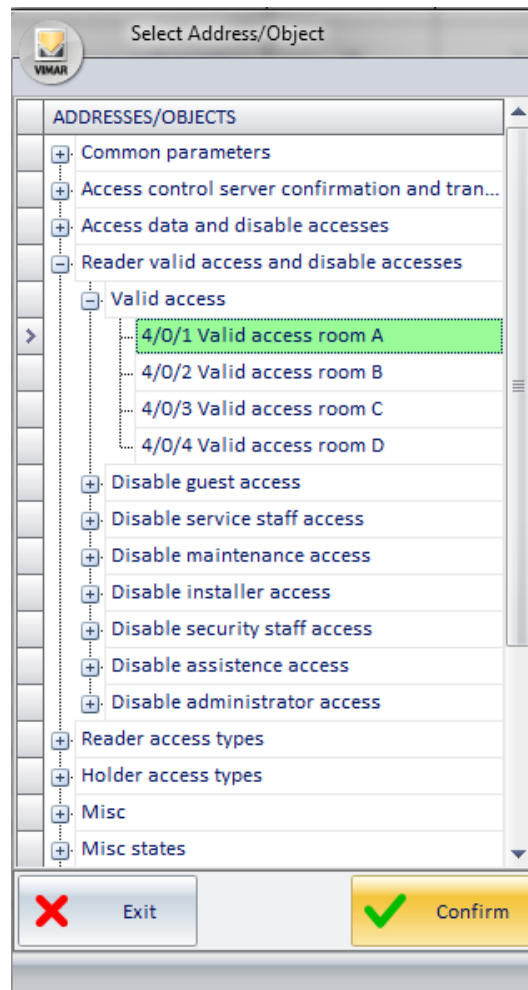 Select Address/Object
VIMAR
ADDRESSES/OBJECTS
Common parameters
Access control server confirmation and tran...
Access data and disable accesses
Reader valid access and disable accesses
Valid access
4/0/1 Valid access room A
4/0/2 Valid access room B
4/0/3 Valid access room C
4/0/4 Valid access room D
Disable guest access
Disable service staff access
Disable maintenance access
Disable installer access
Disable security staff access
Disable assistence access
Disable administrator access
Reader access types
Holder access types
Misc
Misc states
Exit
Confirm